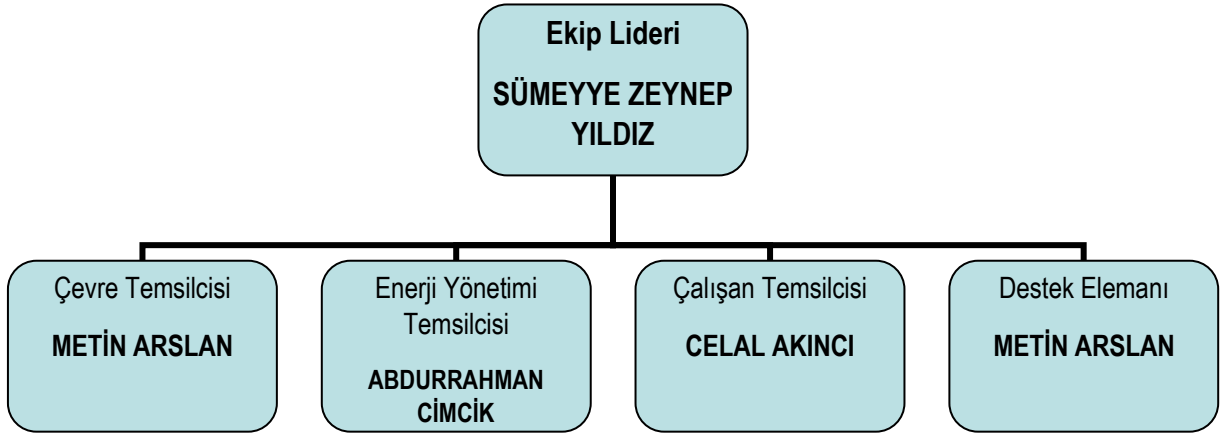 Ekip Lideri
SÜMEYYE ZEYNEP
YILDIZ
Çevre Temsilcisi
METİN ARSLAN
Enerji Yönetimi
Temsilcisi
ABDURRAHMAN
CİMCİK
Çalışan Temsilcisi
CELAL AKINCI
Destek Elemanı
METİN ARSLAN